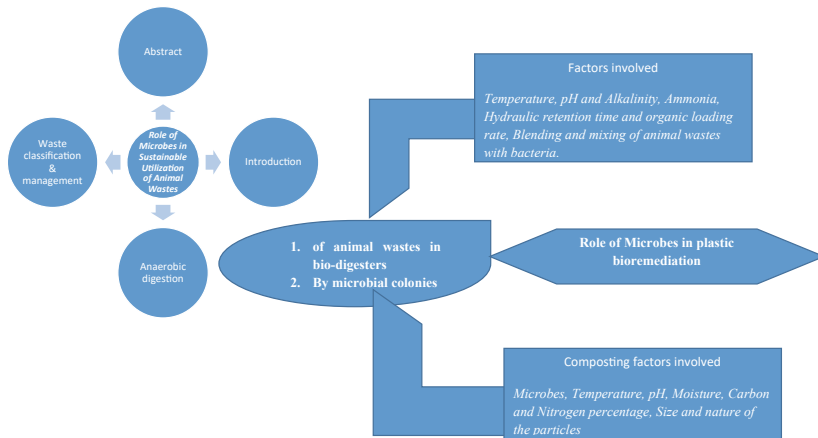 Abstract
Waste
classification
&
management
Role of
Microbes in
Sustainable
Utilization
of Animal
Wastes
Introduction
Anaerobic
digestion
Factors involved
Temperature, pH and Alkalinity, Ammonia,
Hydraulic retention time and organic loading
rate, Blending and mixing of animal wastes
with bacteria.
1. of animal wastes in
bio-digesters
2. By microbial colonies
Role of Microbes in plastic
bioremediation
Composting factors involved
Microbes, Temperature, pH, Moisture, Carbon
and Nitrogen percentage, Size and nature of
the particles